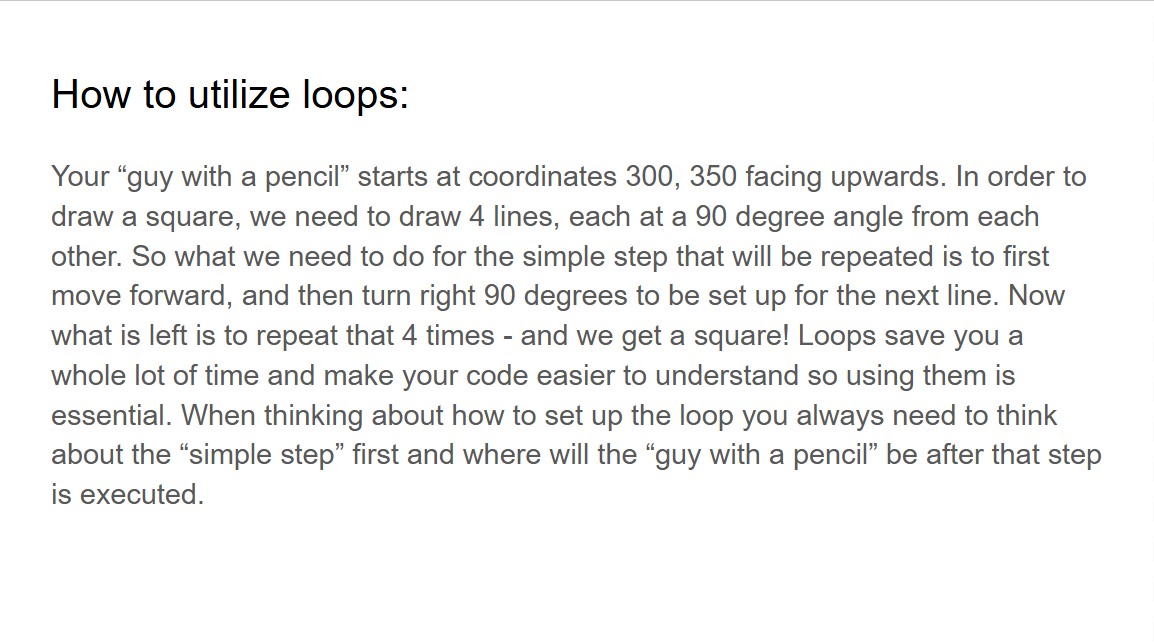 How to utilize loops:
Your “guy with a pencil” starts at coordinates 300, 350 facing upwards. In order to
draw a square, we need to draw 4 lines, each at a 90 degree angle from each
other. So what we need to do for the simple step that will be repeated is to first
move forward, and then turn right 90 degrees to be set up for the next line. Now
what is left is to repeat that 4 times - and we get a square! Loops save you a
whole lot of time and make your code easier to understand so using them is
essential. When thinking about how to set up the loop you always need to think
about the “simple step” first and where will the “guy with a pencil” be after that step
is executed.